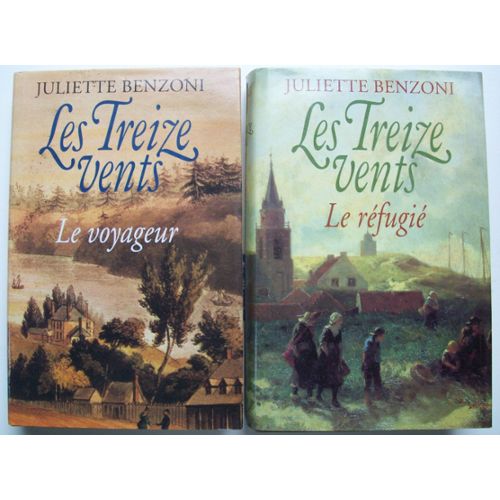 JULIETTE BENZONI
Les Treize
vents
Le voyageur
JULIETTE BENZONI
Les Treize
vents
Le réfugié